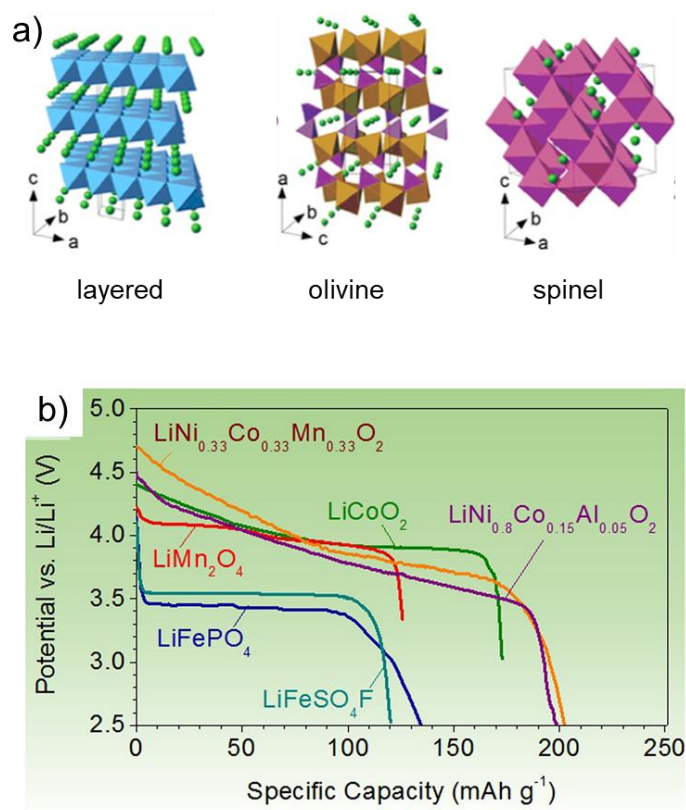 a)
c
b
a
a
b
c
c
b
a
layered
olivine
spinel
b)
5.0
4.5
4.0
3.5
3.0
2.5
Potential vs. Li/Li⁺ (V)
LiNi₀.₃₃Co₀.₃₃Mn₀.₃₃O₂
LiCoO₂
LiNi₀.₈Co₀.₁₅Al₀.₀₅O₂
LiMn₂O₄
LiFePO₄
LiFeSO₄F
0
50
100
150
200
250
Specific Capacity (mAh g⁻¹)